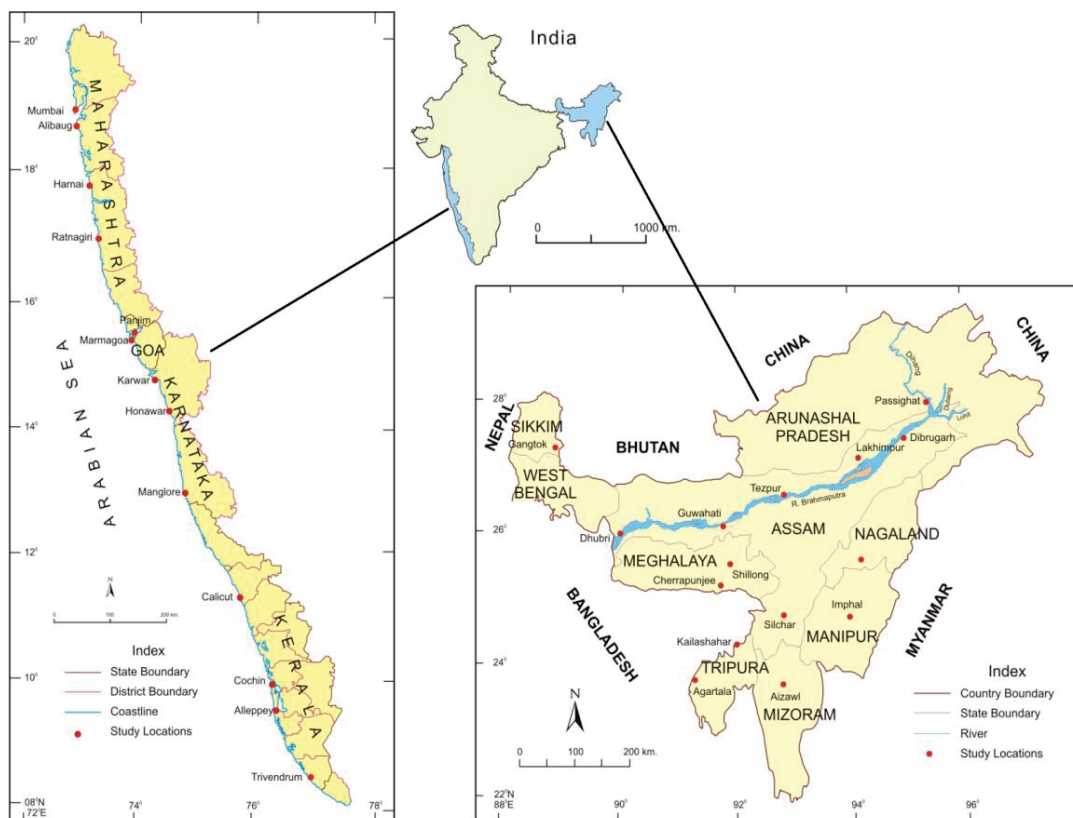 India
0
1000 km.
20°
18°
16°
14°
12°
10°
08°N
72°E
74
76
78
MAHARASHTRA
Mumbai
Alibaug
Harnai
Ratnagiri
Panjim
Marmagoa
GOA
Karwar
Honawar
KARNATAKA
Manglore
ARABIAN SEA
N
0 100 200 km.
Calicut
KERALA
Cochin
Alleppey
Trivendrum
Index
State Boundary
District Boundary
Coastline
Study Locations
28°
26°
24°
22°
88°E
90°
92°
94°
96°
CHINA
CHINA
NEPAL
SIKKIM
Gangtok
BHUTAN
WEST
BENGAL
ARUNASHAL
PRADESH
Dihang
Passighat
Dubang
Lohit
Dibrugarh
Lakhimpur
Tezpur
R. Brahmaputra
Guwahati
Dhubri
ASSAM
NAGALAND
MEGHALAYA
Shillong
Cherrapunjee
BANGLADESH
Silchar
Imphal
MANIPUR
MYANMAR
Kailashahar
TRIPURA
Agartala
Aizawl
MIZORAM
N
0 100 200 km.
Index
Country Boundary
State Boundary
River
Study Locations